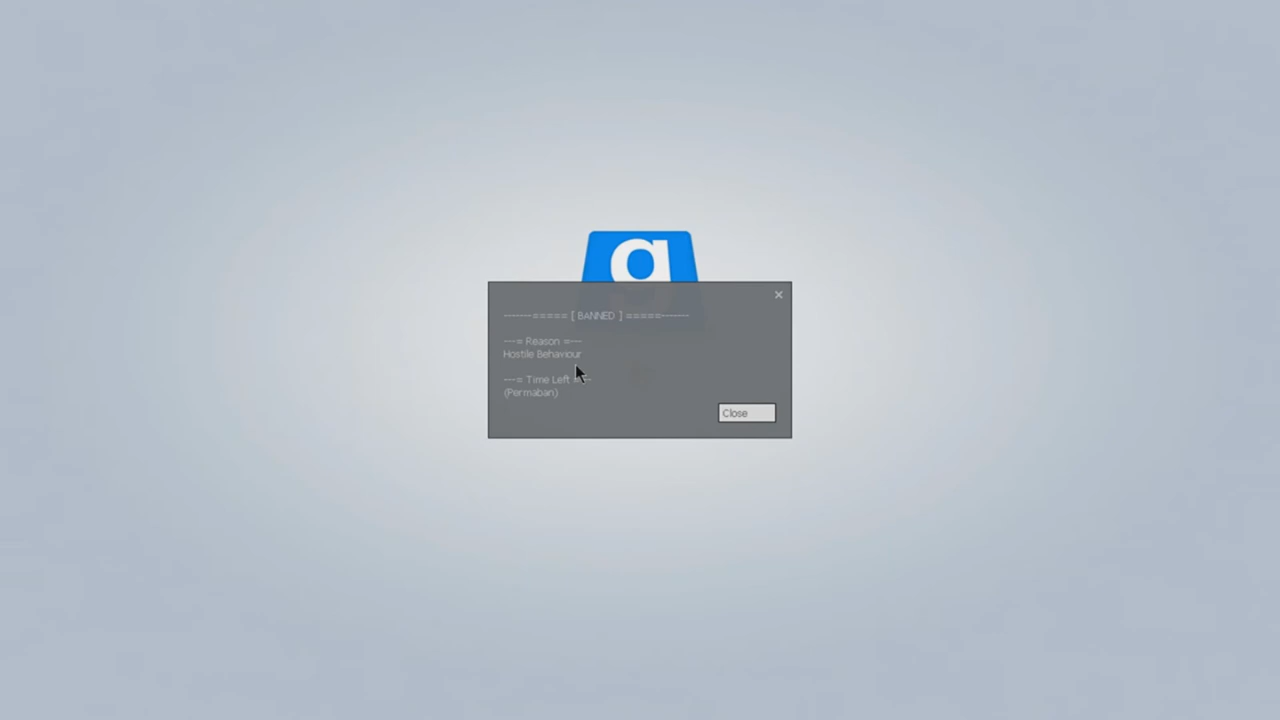 g
-------===== [ BANNED ] =====-------
---= Reason =---
Hostile Behaviour
---= Time Left =---
(Permaban)
Close